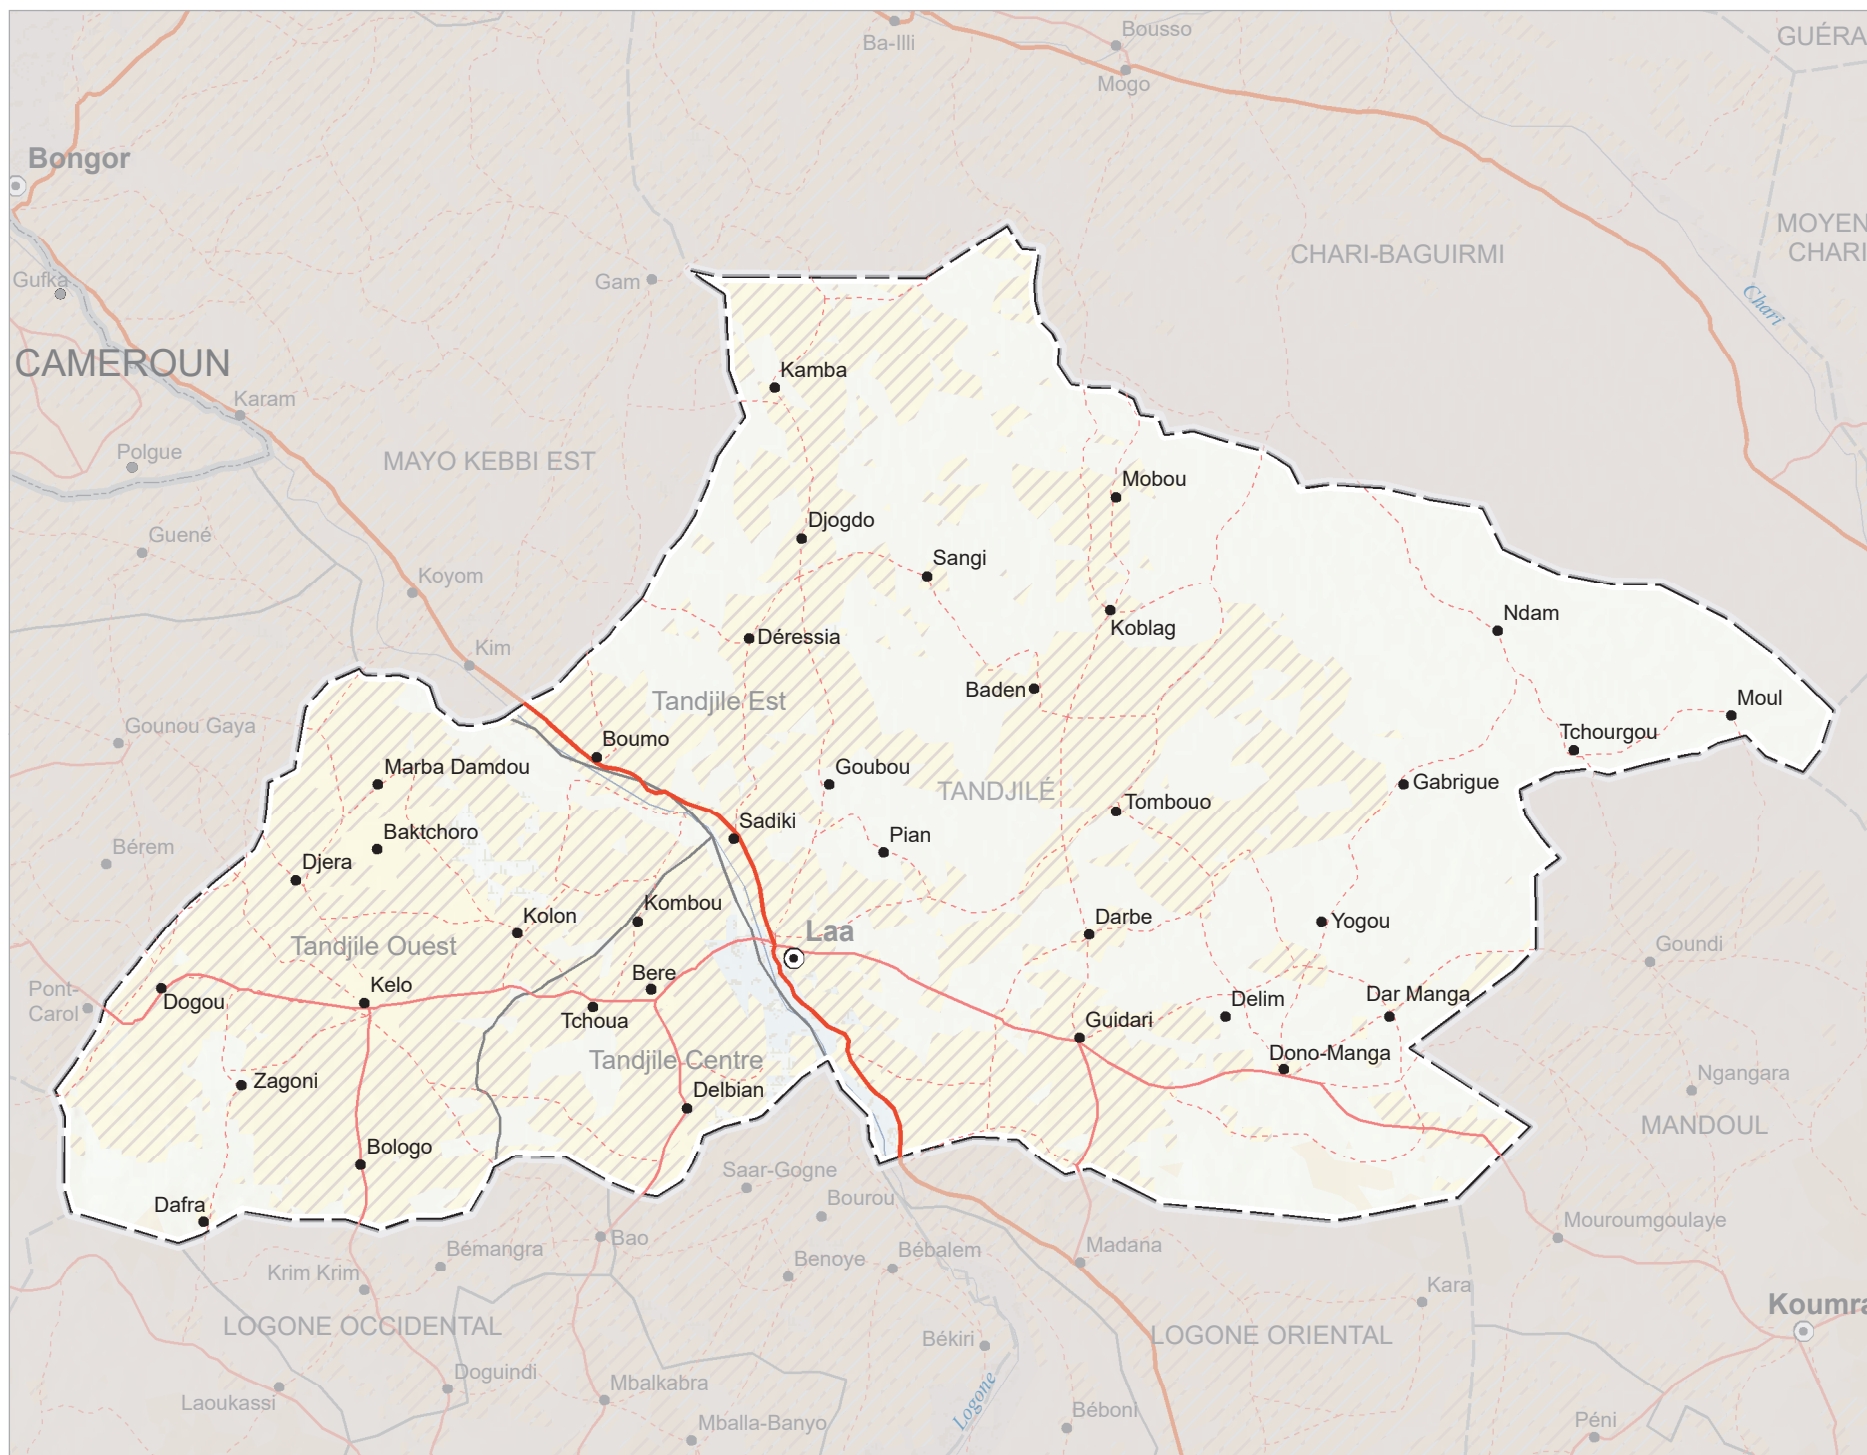 Bousso
Ba-Illi
GUÉRA
Mogo
Bongor
MOYEN
CHARI
CHARI-BAGUIRMI
Gufka
Gam
Chari
CAMEROUN
Kamba
Karam
Polgue
MAYO KEBBI EST
Mobou
Djogdo
Guené
Sangi
Koyom
Ndam
Koblag
Déressia
Kim
Baden
Tandjile Est
Moul
Gounou Gaya
Tchourgou
Boumo
Marba Damdou
Goubou
Gabrigue
TANDJILÉ
Tombouo
Sadiki
Baktchoro
Pian
Bérem
Djera
Kombou
Kolon
Darbe
Yogou
Laa
Tandjile Ouest
Goundi
Bere
Kelo
Pont-
Carol
Dogou
Dar Manga
Delim
Tchoua
Guidari
Dono-Manga
Tandjile Centre
Ngangara
Zagoni
Delbian
MANDOUL
Bologo
Saar-Gogne
Bourou
Dafra
Mouroumgoulaye
Bao
Madana
Bémangra
Bébalem
Benoye
Krim Krim
Kara
Koumra
LOGONE OCCIDENTAL
LOGONE ORIENTAL
Békiri
Doguindi
Mbalkabra
Logone
Laoukassi
Béboni
Mballa-Banyo
Péni